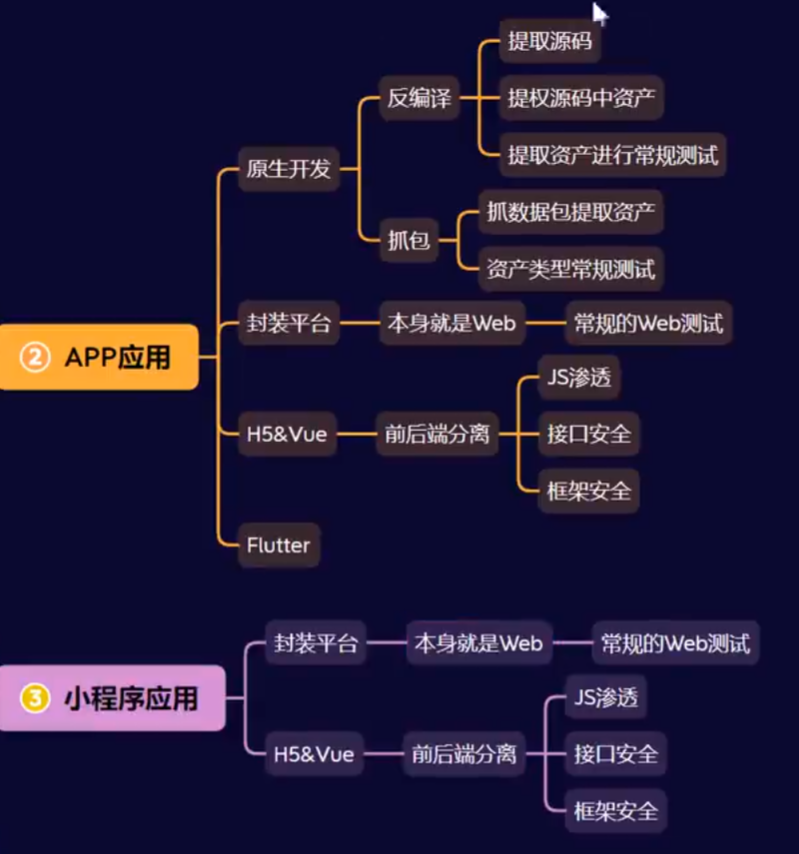 提取源码
反编译
提权源码中资产
提取资产进行常规测试
原生开发
抓数据包提取资产
抓包
资产类型常规测试
封装平台
本身就是Web
常规的Web测试
② APP应用
JS渗透
H5&Vue
前后端分离
接口安全
框架安全
Flutter
封装平台
本身就是Web
常规的Web测试
③ 小程序应用
JS渗透
H5&Vue
前后端分离
接口安全
框架安全